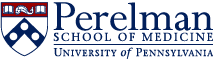 Perelman
SCHOOL OF MEDICINE
UNIVERSITY of PENNSYLVANIA